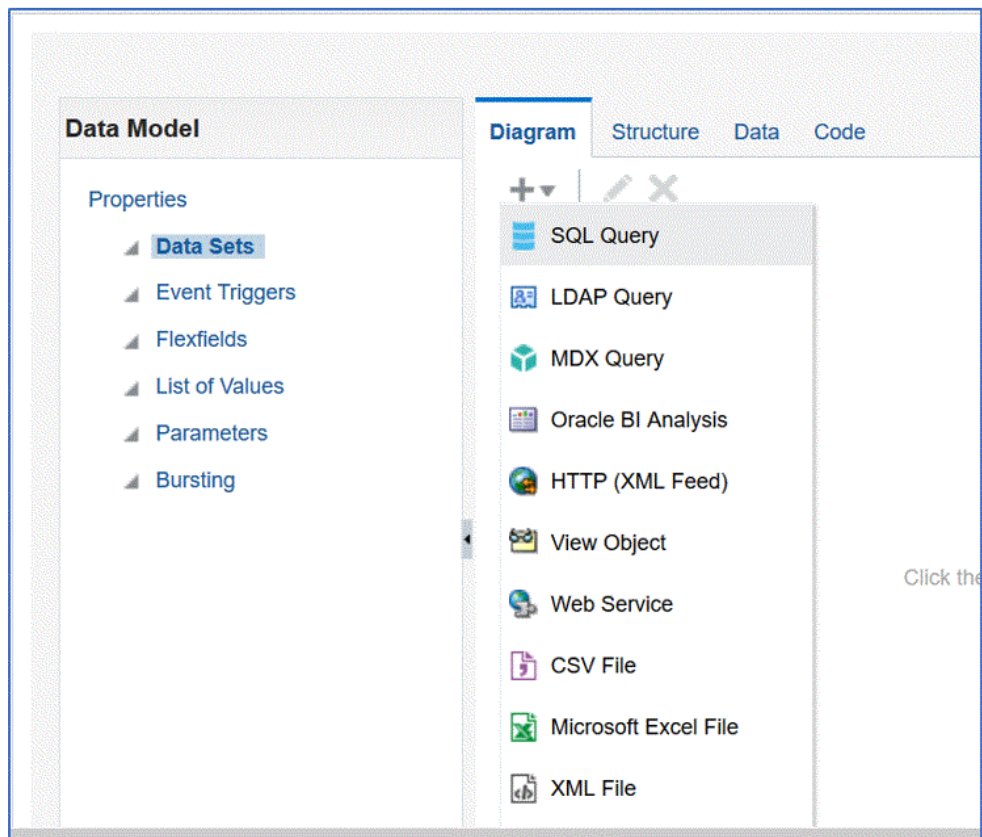 Data Model
Properties
Data Sets
Event Triggers
Flexfields
List of Values
Parameters
Bursting
Diagram Structure Data Code
SQL Query
LDAP Query
MDX Query
Oracle BI Analysis
HTTP (XML Feed)
View Object
Web Service
CSV File
Microsoft Excel File
XML File
Click the